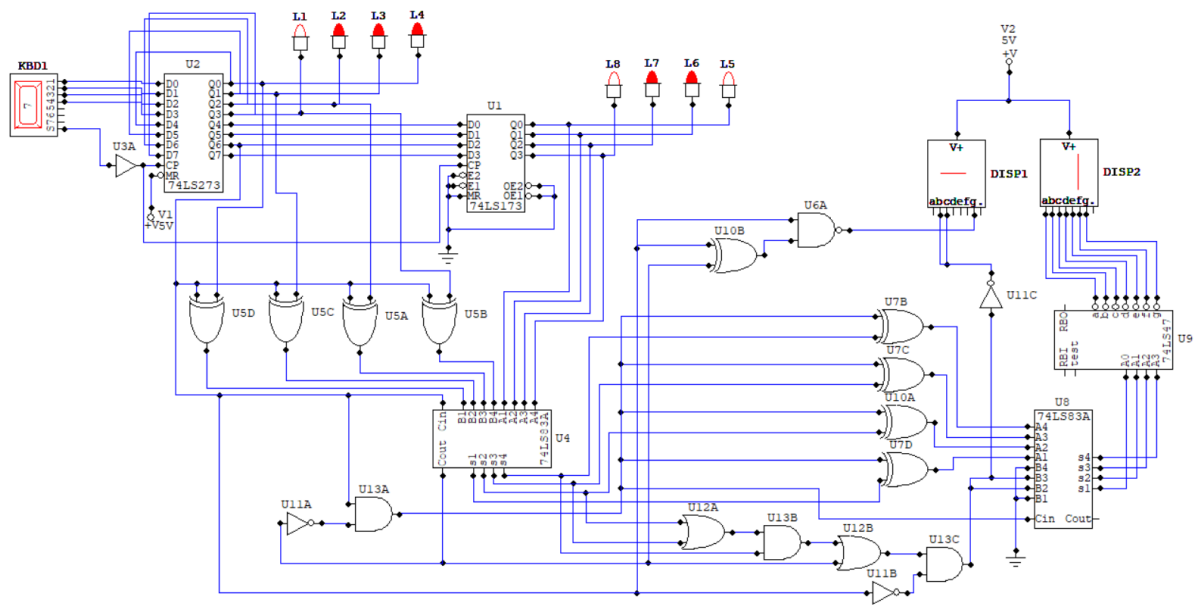 L1 L2 L3 L4
V2
5V
+V
KBD1
U2
L8 L7 L6 L5
7
S7654321
U3A
D0 Q0
D1 Q1
D2 Q2
D3 Q3
D4 Q4
D5 Q5
D6 Q6
D7 Q7
CP
MR
74LS273
V1
+V5V
U1
D0 Q0
D1 Q1
D2 Q2
D3 Q3
CP
E2
E1 OE2
MR OE1
74LS173
V+
DISP1
abcdefg.
V+
DISP2
abcdefg.
U6A
U10B
U11C
U5D
U5C
U5A
U5B
U7B
U7C
U10A
U7D
RBO a b c d e f g
RBI test A0 A1 A2 A3
74LS47
U9
Cin B1 B2 B3 B4 A1 A2 A3 A4
Cout s1 s2 s3 s4
74LS83A
U4
U8
74LS83A
A4
A3
A2
A1 s4
B4 s3
B3 s2
B2 s1
B1
Cin Cout
U11A
U13A
U12A
U13B
U12B
U13C
U11B